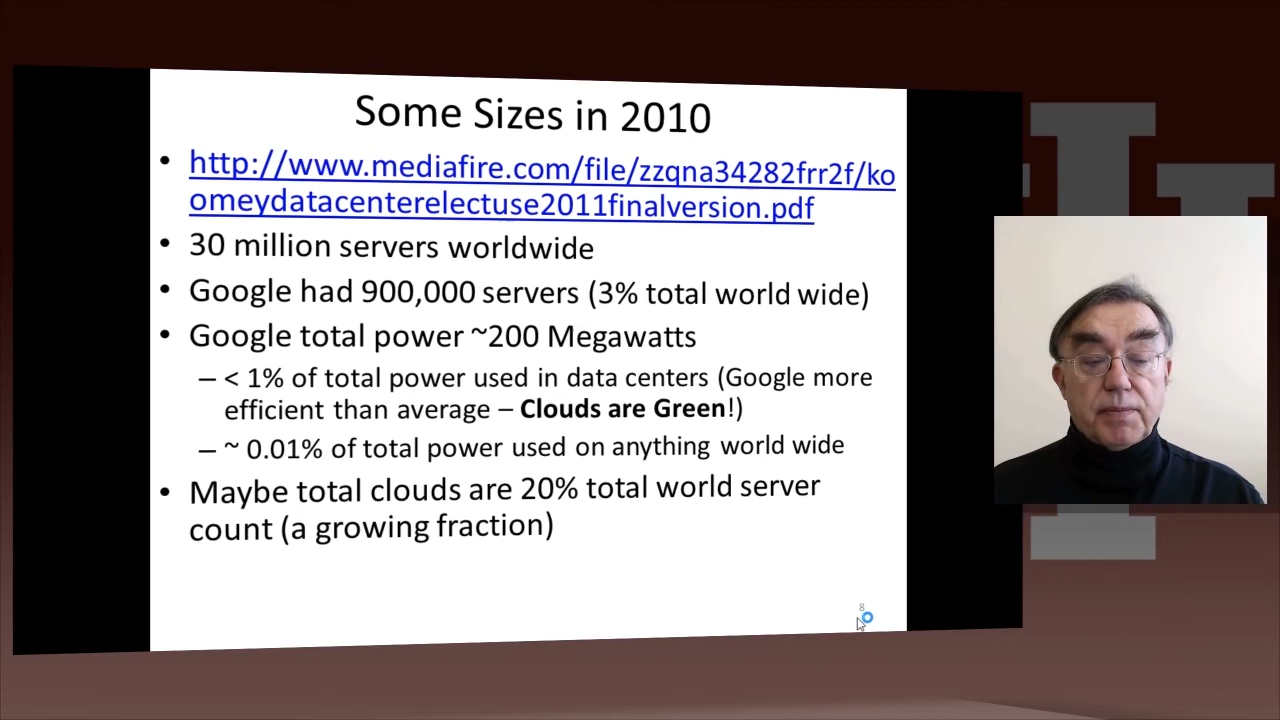 Some Sizes in 2010
• http://www.mediafire.com/file/zzqna34282frr2f/ko
omeydatacenterelectuse2011finalversion.pdf
• 30 million servers worldwide
• Google had 900,000 servers (3% total world wide)
• Google total power ~200 Megawatts
– < 1% of total power used in data centers (Google more
efficient than average – Clouds are Green!)
– ~ 0.01% of total power used on anything world wide
• Maybe total clouds are 20% total world server
count (a growing fraction)
8